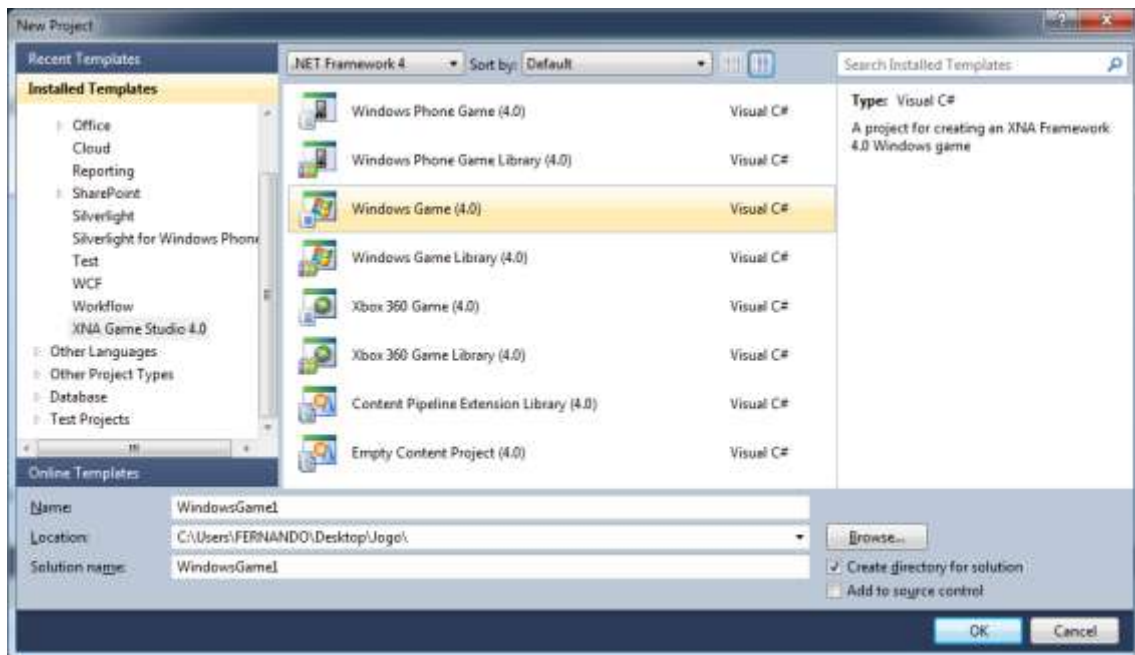 New Project
Recent Templates
Installed Templates
Office
Cloud
Reporting
SharePoint
Silverlight
Silverlight for Windows Phone
Test
WCF
Workflow
XNA Game Studio 4.0
Other Languages
Other Project Types
Database
Test Projects
Online Templates
.NET Framework 4
Sort by: Default
Windows Phone Game (4.0) Visual C#
Windows Phone Game Library (4.0) Visual C#
Windows Game (4.0) Visual C#
Windows Game Library (4.0) Visual C#
Xbox 360 Game (4.0) Visual C#
Xbox 360 Game Library (4.0) Visual C#
Content Pipeline Extension Library (4.0) Visual C#
Empty Content Project (4.0) Visual C#
Search Installed Templates
Type: Visual C#
A project for creating an XNA Framework
4.0 Windows game
Name: WindowsGame1
Location: C:\Users\FERNANDO\Desktop\Jogo\
Browse...
Solution name: WindowsGame1
Create directory for solution
Add to source control
OK
Cancel